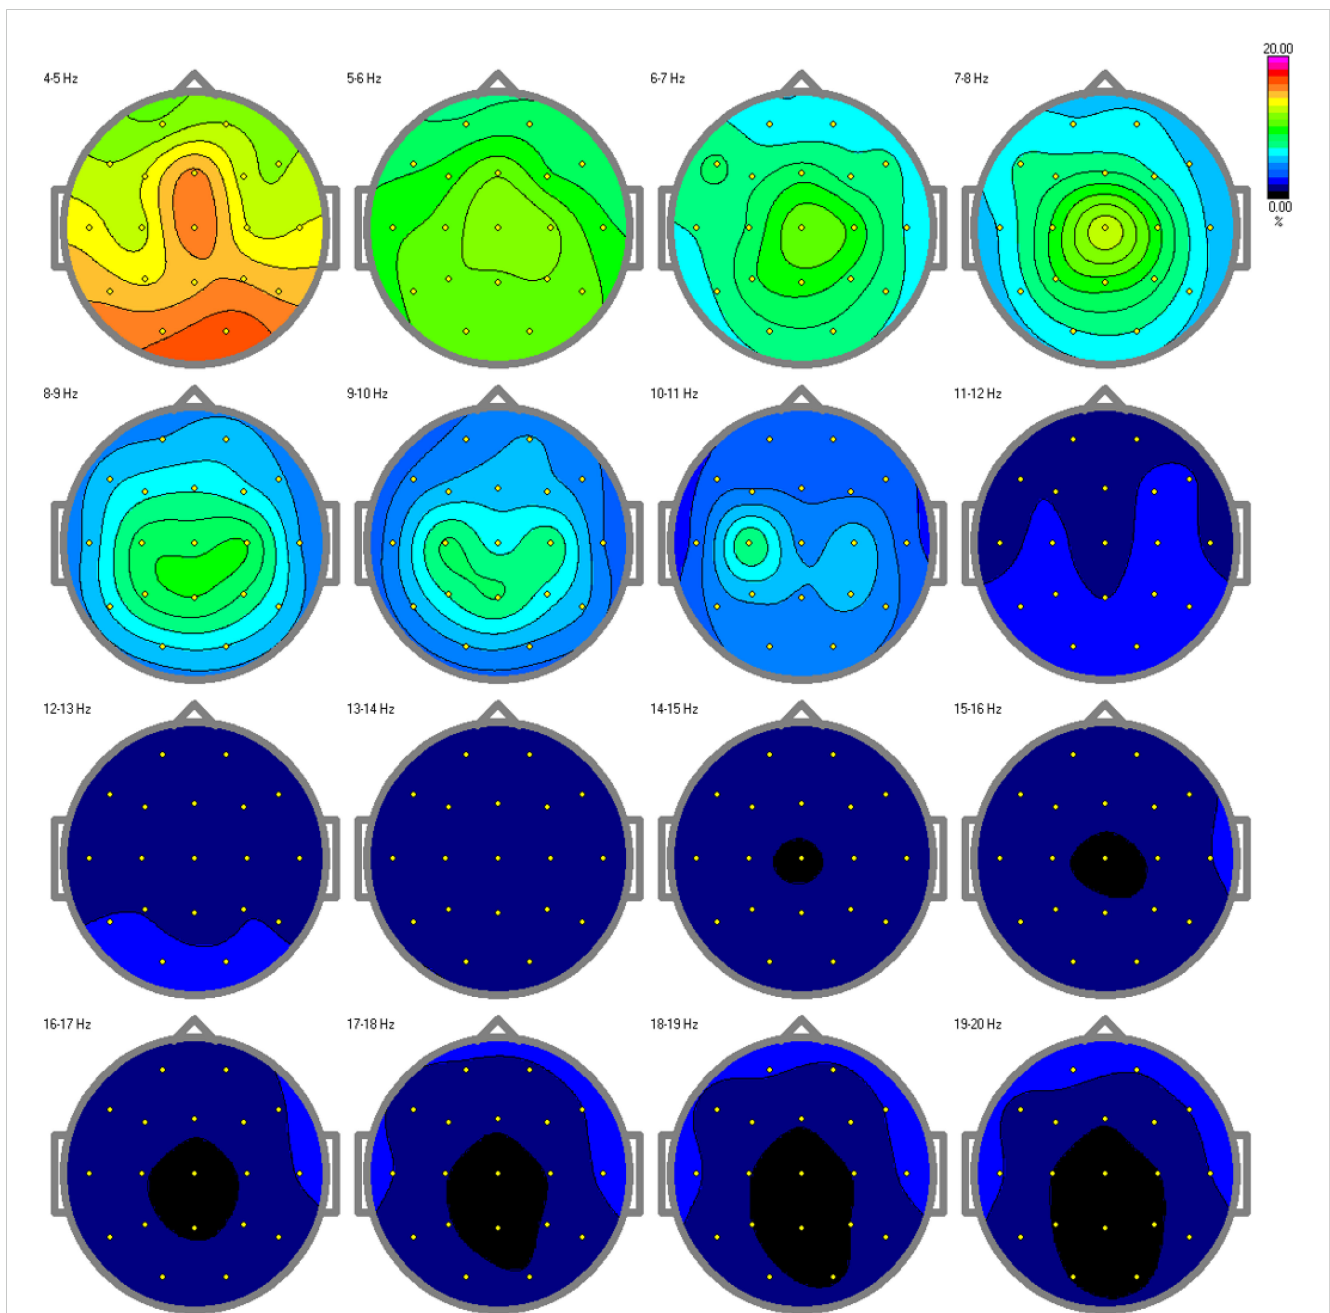 20.00
4-5 Hz
5-6 Hz
6-7 Hz
7-8 Hz
0.00
%
8-9 Hz
9-10 Hz
10-11 Hz
11-12 Hz
12-13 Hz
13-14 Hz
14-15 Hz
15-16 Hz
16-17 Hz
17-18 Hz
18-19 Hz
19-20 Hz